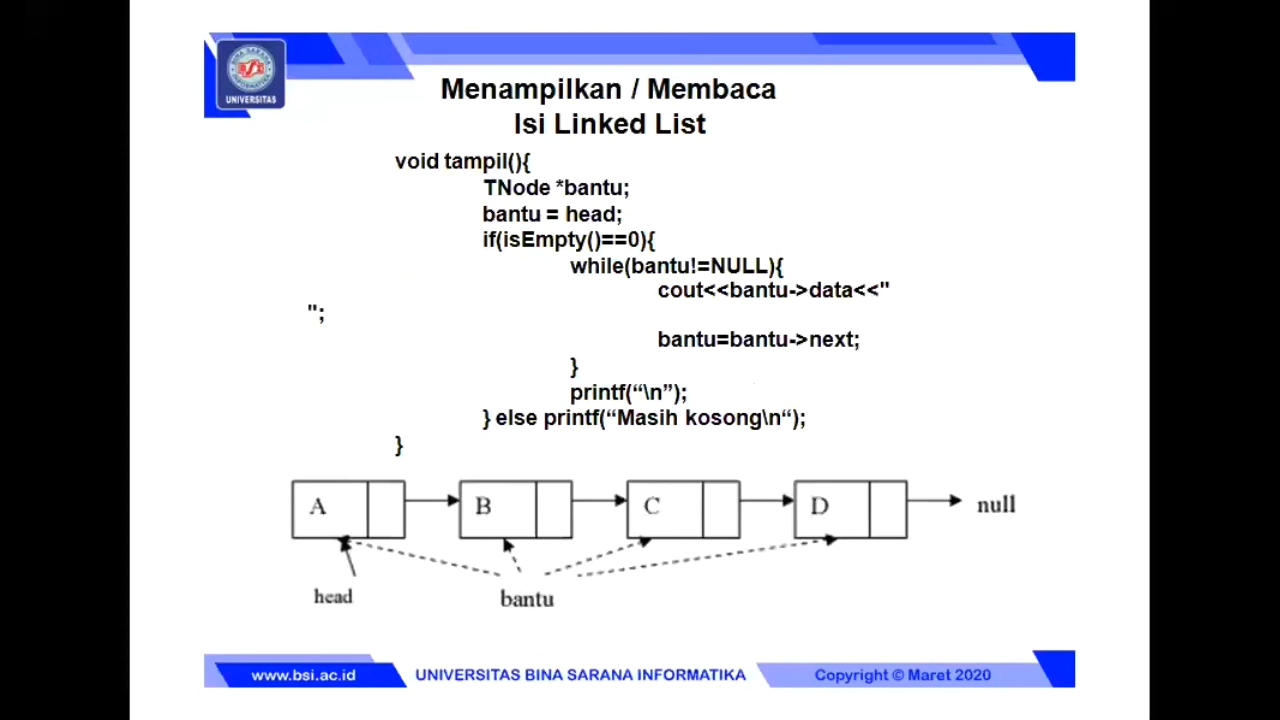 BINA SARANA
UNIVERSITAS
Menampilkan / Membaca
Isi Linked List
void tampil(){
TNode *bantu;
bantu = head;
if(isEmpty()==0){
while(bantu!=NULL){
cout<<bantu->data<<"
";
bantu=bantu->next;
}
printf(“\n”);
} else printf(“Masih kosong\n“);
}
A B C D null
head bantu
www.bsi.ac.id UNIVERSITAS BINA SARANA INFORMATIKA Copyright © Maret 2020